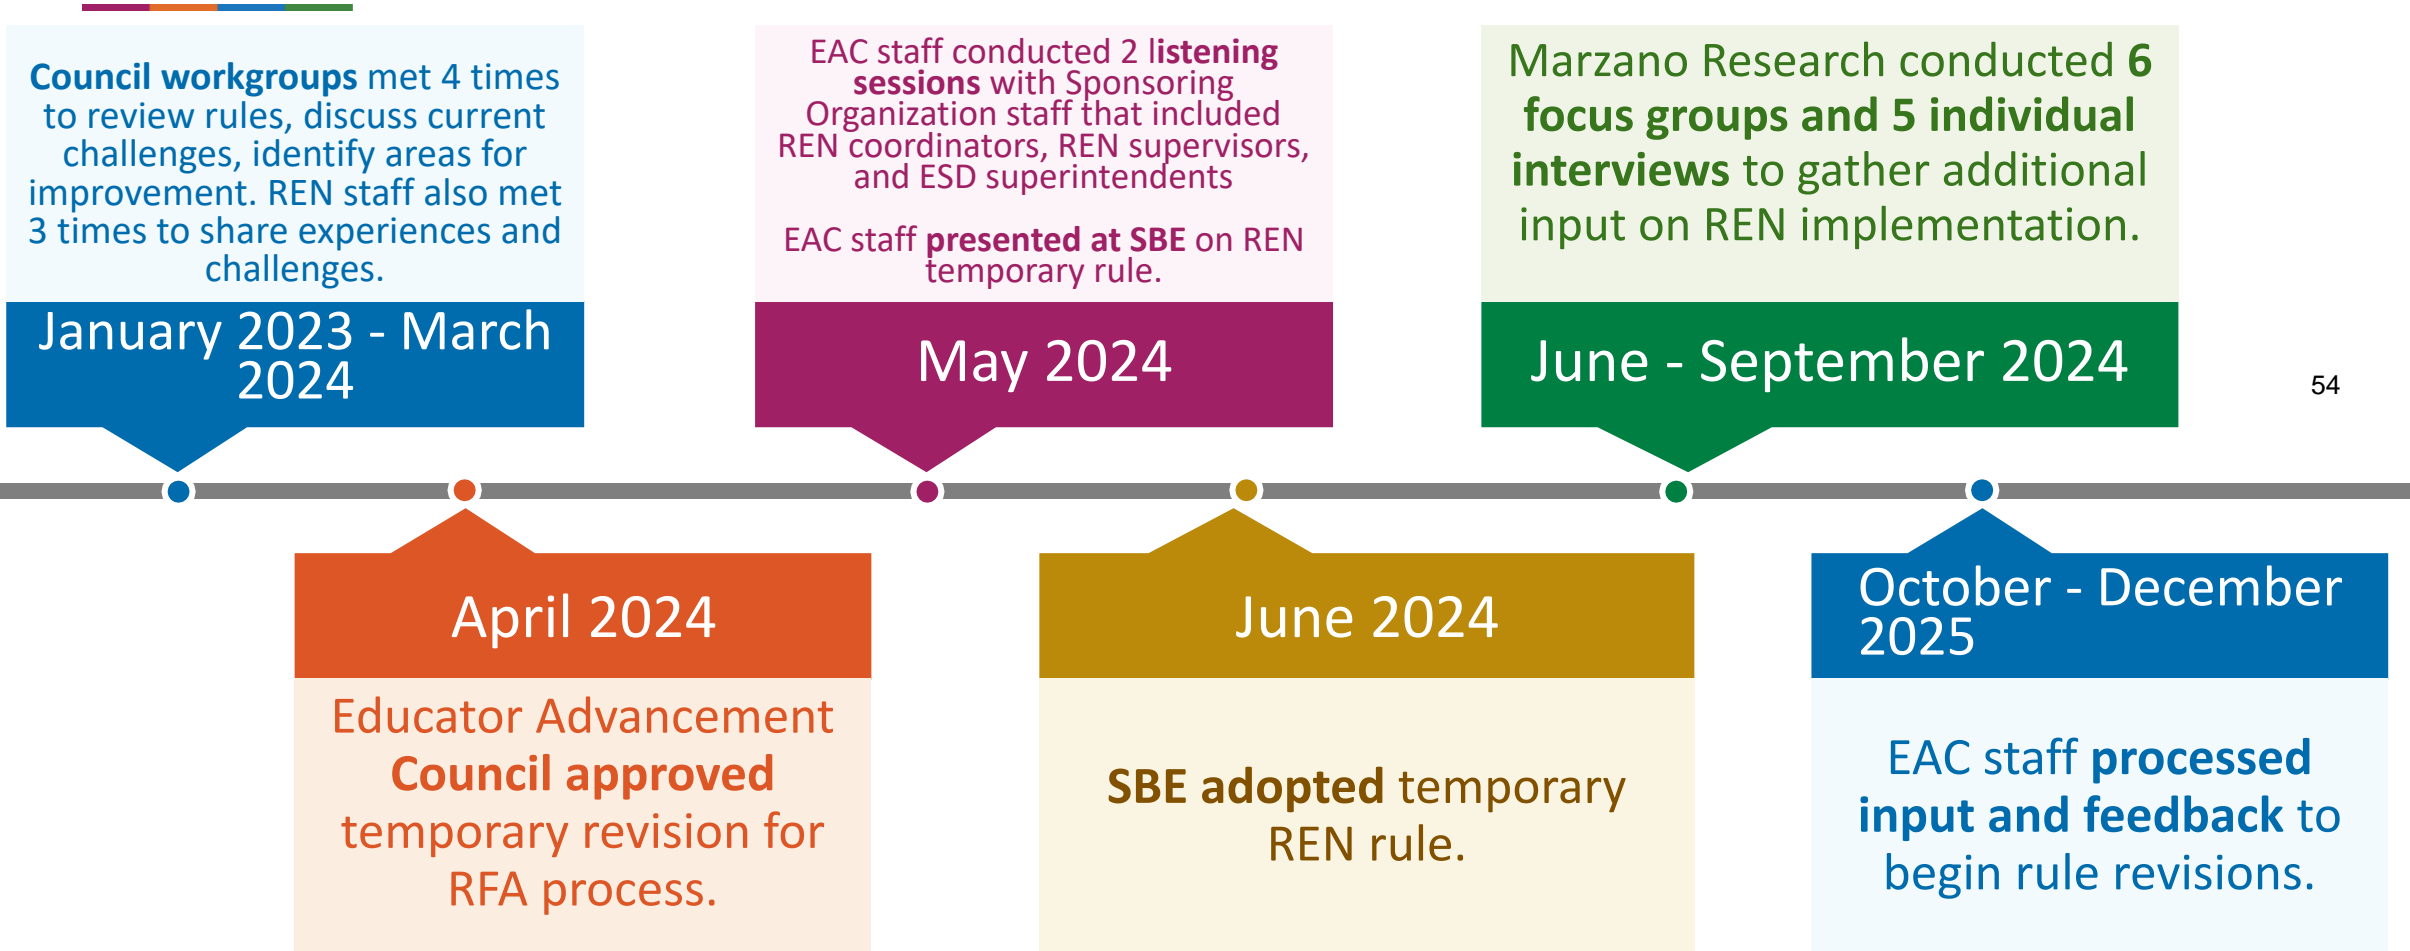 Council workgroups met 4 times
to review rules, discuss current
challenges, identify areas for
improvement. REN staff also met
3 times to share experiences and
challenges.
January 2023 - March
2024
April 2024
Educator Advancement
Council approved
temporary revision for
RFA process.
EAC staff conducted 2 listening
sessions with Sponsoring
Organization staff that included
REN coordinators, REN supervisors,
and ESD superintendents
EAC staff presented at SBE on REN
temporary rule.
May 2024
June 2024
SBE adopted temporary
REN rule.
Marzano Research conducted 6
focus groups and 5 individual
interviews to gather additional
input on REN implementation.
June - September 2024
October - December
2025
EAC staff processed
input and feedback to
begin rule revisions.
54